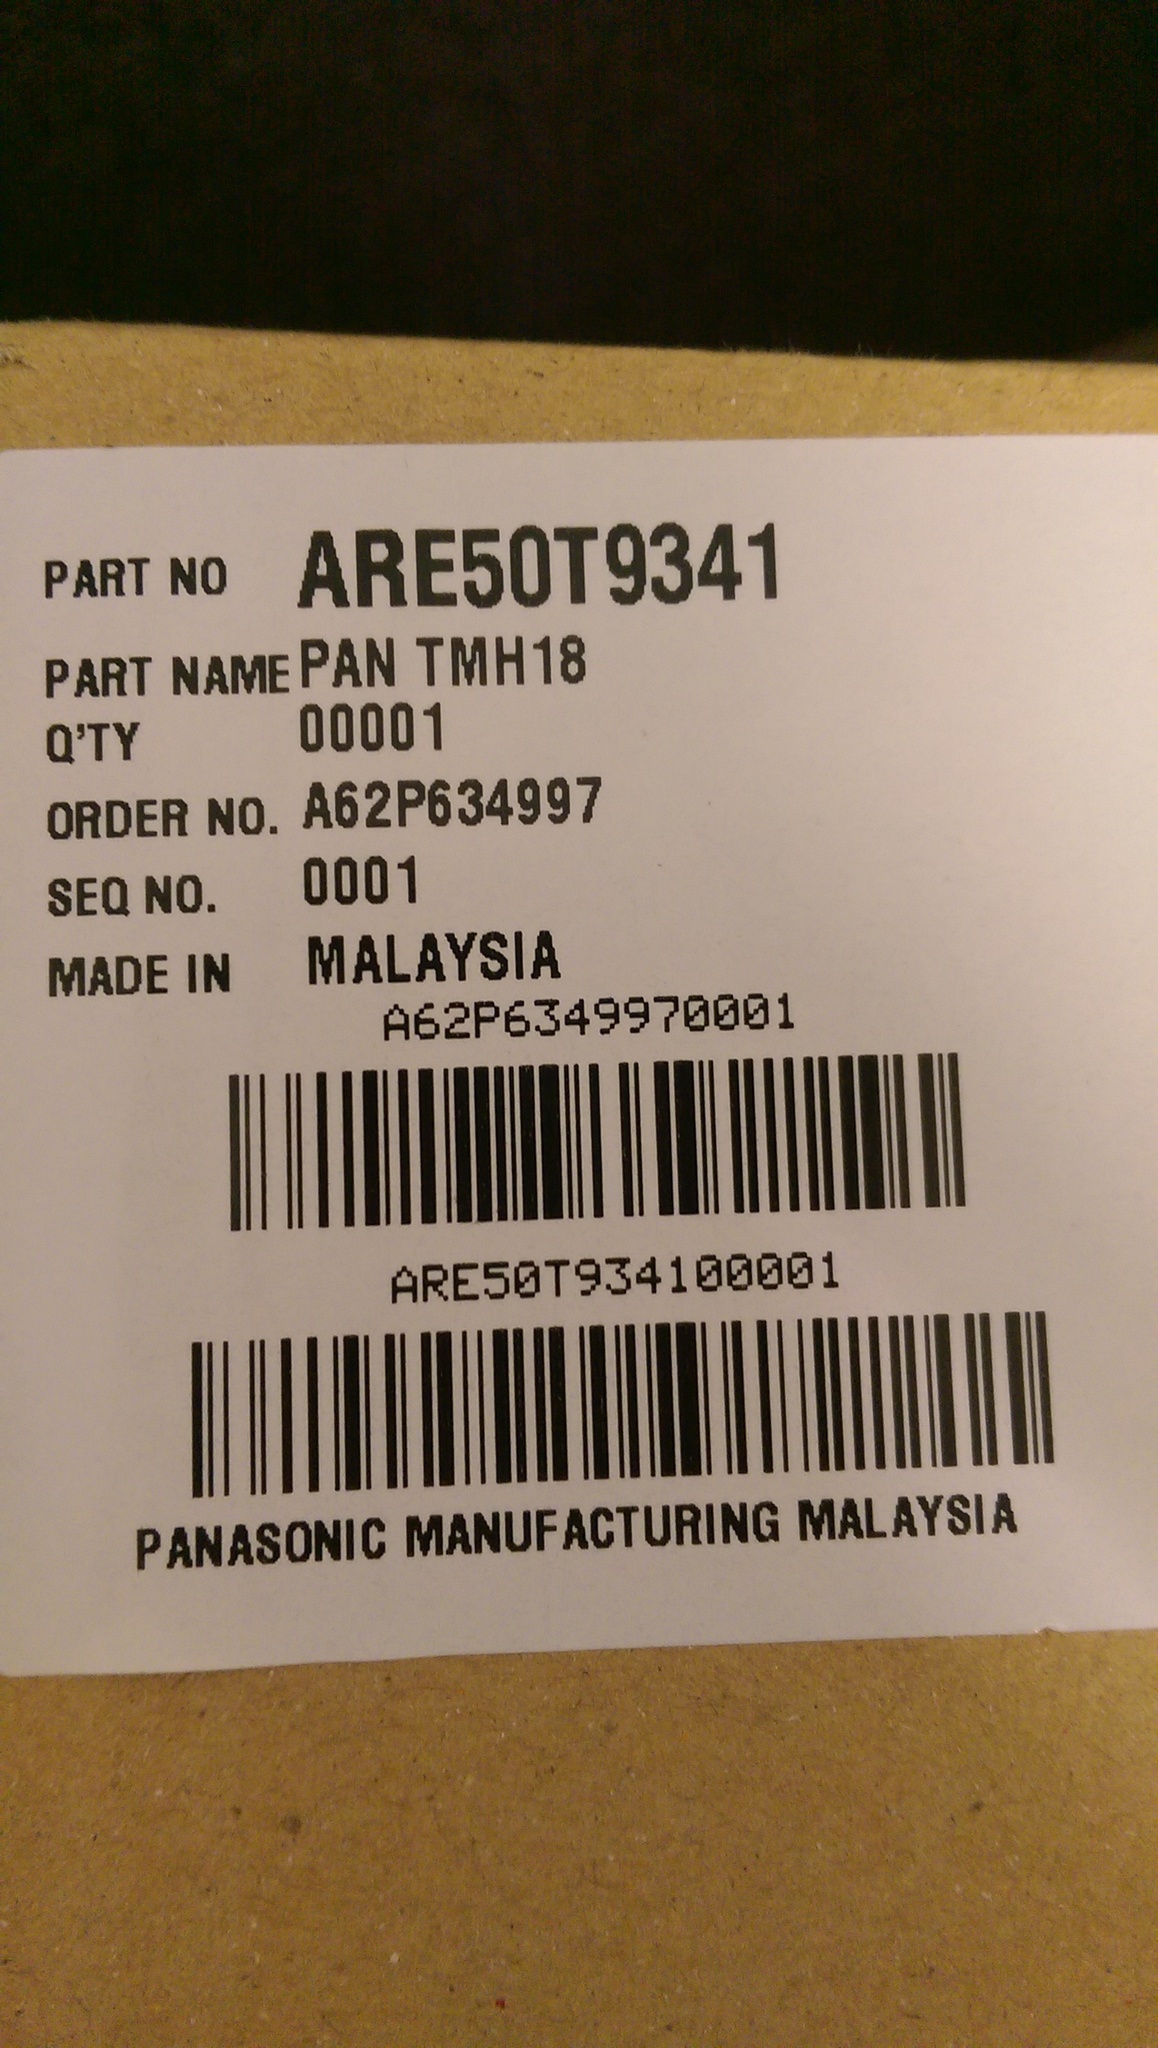 PART NO ARE50T9341
PART NAME PAN TMH18
Q'TY 00001
ORDER NO. A62P634997
SEQ NO. 0001
MADE IN MALAYSIA
A62P6349970001
ARE50T934100001
PANASONIC MANUFACTURING MALAYSIA